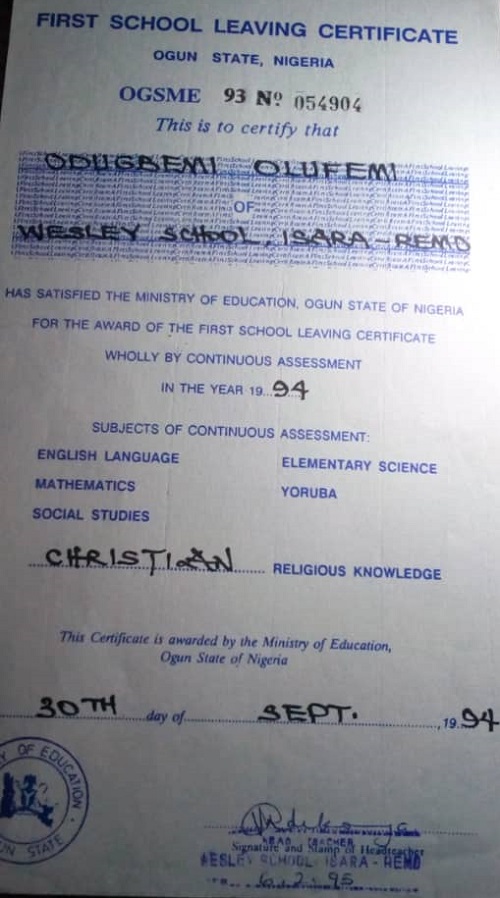 FIRST SCHOOL LEAVING CERTIFICATE
OGUN STATE, NIGERIA
OGSME 93 Nº 054904
This is to certify that
ODUGBEMI OLUFEMI
OF
WESLEY SCHOOL, ISARA-REMO
HAS SATISFIED THE MINISTRY OF EDUCATION, OGUN STATE OF NIGERIA
FOR THE AWARD OF THE FIRST SCHOOL LEAVING CERTIFICATE
WHOLLY BY CONTINUOUS ASSESSMENT
IN THE YEAR 19...94
SUBJECTS OF CONTINUOUS ASSESSMENT:
ENGLISH LANGUAGE
ELEMENTARY SCIENCE
MATHEMATICS
YORUBA
SOCIAL STUDIES
CHRISTIAN RELIGIOUS KNOWLEDGE
This Certificate is awarded by the Ministry of Education,
Ogun State of Nigeria
30TH day of SEPT. , 19.94
Y OF EDUCATION
UN STATE
HEAD TEACHER
Signature and Stamp of Headteacher
WESLEY SCHOOL ISARA - REMO
6.2.95